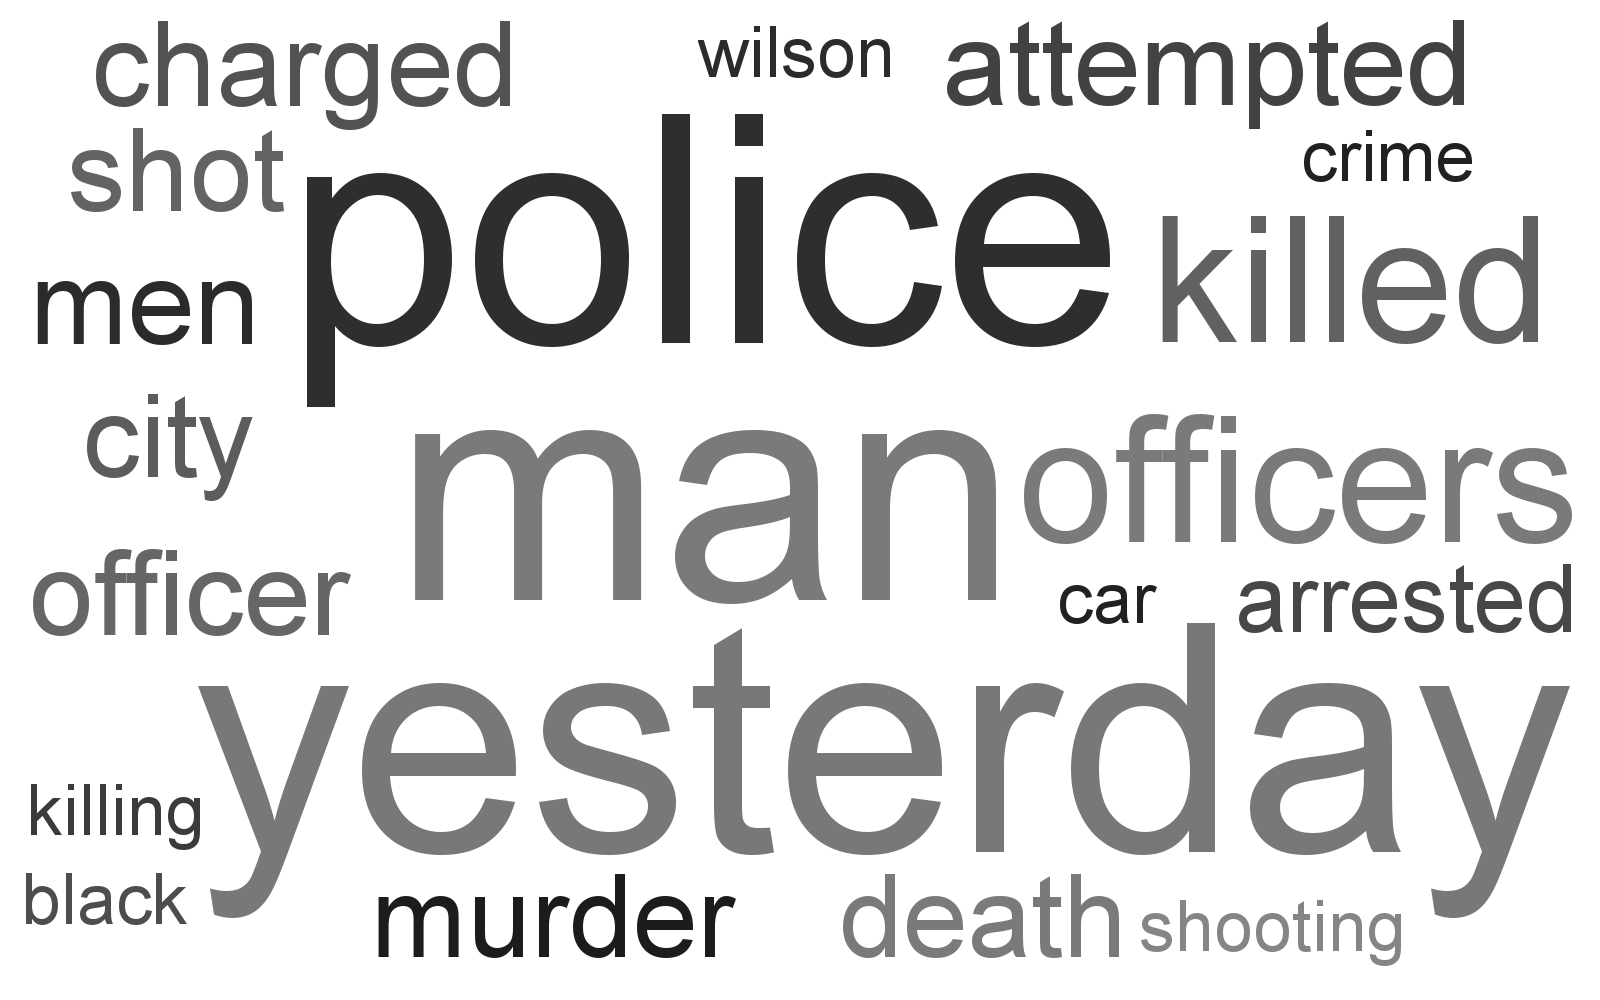 charged wilson attempted
shot police crime
men killed
city man officers
officer car arrested
yesterday
killing
black murder death shooting